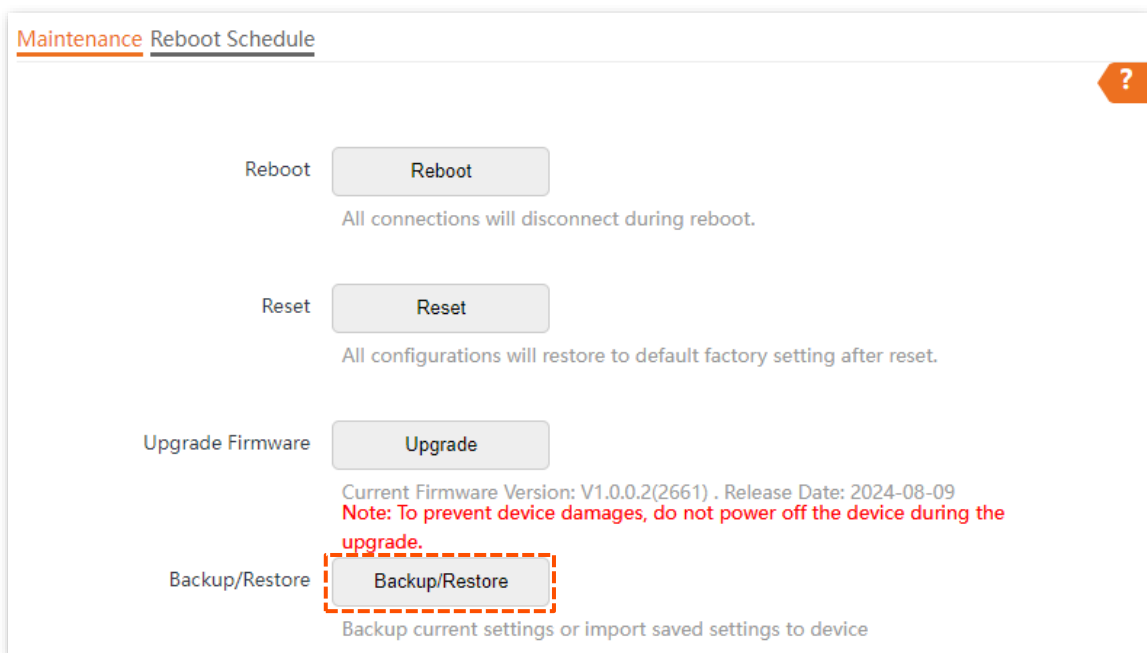 Maintenance Reboot Schedule
?
Reboot Reboot
All connections will disconnect during reboot.
Reset Reset
All configurations will restore to default factory setting after reset.
Upgrade Firmware Upgrade
Current Firmware Version: V1.0.0.2(2661) . Release Date: 2024-08-09
Note: To prevent device damages, do not power off the device during the
upgrade.
Backup/Restore Backup/Restore
Backup current settings or import saved settings to device